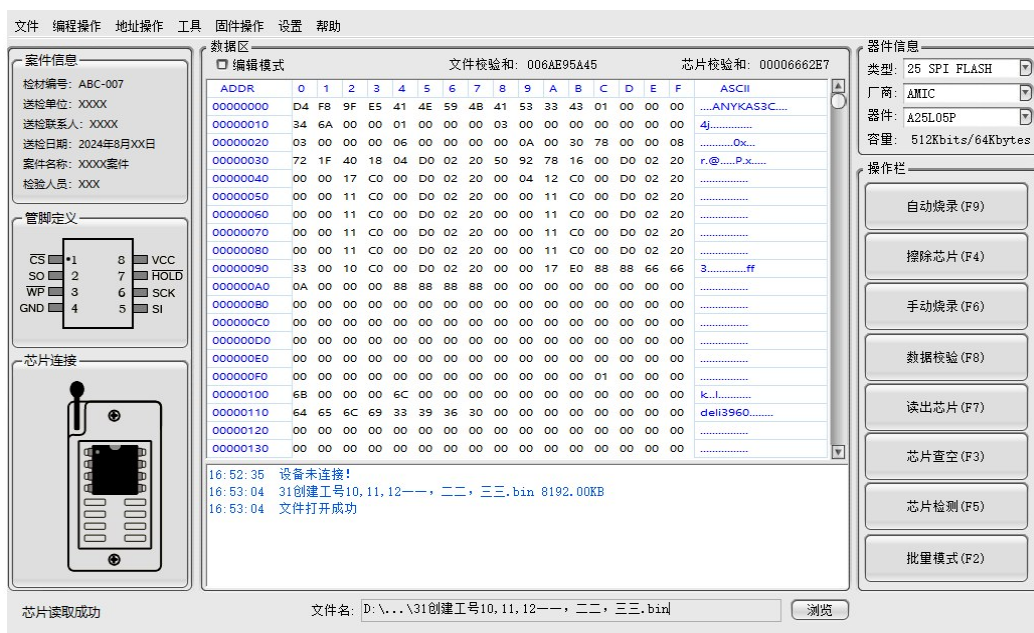 文件 编程操作 地址操作 工具 固件操作 设置 帮助
案件信息
检材编号: ABC-007
送检单位: XXXX
送检联系人: XXXX
送检日期: 2024年8月XX日
案件名称: XXXX案件
检验人员: XXX
管脚定义
CS •1 8 VCC
SO 2 7 HOLD
WP 3 6 SCK
GND 4 5 SI
芯片连接
数据区
编辑模式 文件校验和: 006AE95A45 芯片校验和: 00006662E7
ADDR 0 1 2 3 4 5 6 7 8 9 A B C D E F ASCII
00000000 D4 F8 9F E5 41 4E 59 4B 41 53 33 43 01 00 00 00 ....ANYKAS3C....
00000010 34 6A 00 00 01 00 00 00 03 00 00 00 00 00 00 00 4j..............
00000020 03 00 00 00 06 00 00 00 00 0A 00 30 78 00 00 08 ...........0x...
00000030 72 1F 40 18 04 D0 02 20 50 92 78 16 00 D0 02 20 r.@.....P.x.....
00000040 00 00 17 C0 00 D0 02 20 00 04 12 C0 00 D0 02 20 ................
00000050 00 00 11 C0 00 D0 02 20 00 00 11 C0 00 D0 02 20 ................
00000060 00 00 11 C0 00 D0 02 20 00 00 11 C0 00 D0 02 20 ................
00000070 00 00 11 C0 00 D0 02 20 00 00 11 C0 00 D0 02 20 ................
00000080 00 00 11 C0 00 D0 02 20 00 00 11 C0 00 D0 02 20 ................
00000090 33 00 10 C0 00 D0 02 20 00 00 17 E0 88 88 66 66 3.............ff
000000A0 0A 00 00 00 88 88 88 88 00 00 00 00 00 00 00 00 ................
000000B0 00 00 00 00 00 00 00 00 00 00 00 00 00 00 00 00 ................
000000C0 00 00 00 00 00 00 00 00 00 00 00 00 00 00 00 00 ................
000000D0 00 00 00 00 00 00 00 00 00 00 00 00 00 00 00 00 ................
000000E0 00 00 00 00 00 00 00 00 00 00 00 00 00 00 00 00 ................
000000F0 00 00 00 00 00 00 00 00 00 00 00 00 01 00 00 00 ................
00000100 6B 00 00 00 6C 00 00 00 00 00 00 00 00 00 00 00 k...l...........
00000110 64 65 6C 69 33 39 36 30 00 00 00 00 00 00 00 00 deli3960........
00000120 00 00 00 00 00 00 00 00 00 00 00 00 00 00 00 00 ................
00000130 00 00 00 00 00 00 00 00 00 00 00 00 00 00 00 00 ................
16:52:35 设备未连接!
16:53:04 31创建工号10,11,12一一，二二，三三.bin 8192.00KB
16:53:04 文件打开成功
器件信息
类型: 25 SPI FLASH
厂商: AMIC
器件: A25L05P
容量: 512Kbits/64Kbytes
操作栏
自动烧录(F9)
擦除芯片(F4)
手动烧录(F6)
数据校验(F8)
读出芯片(F7)
芯片查空(F3)
芯片检测(F5)
批量模式(F2)
芯片读取成功 文件名: D:\...\31创建工号10,11,12一一，二二，三三.bin 浏览